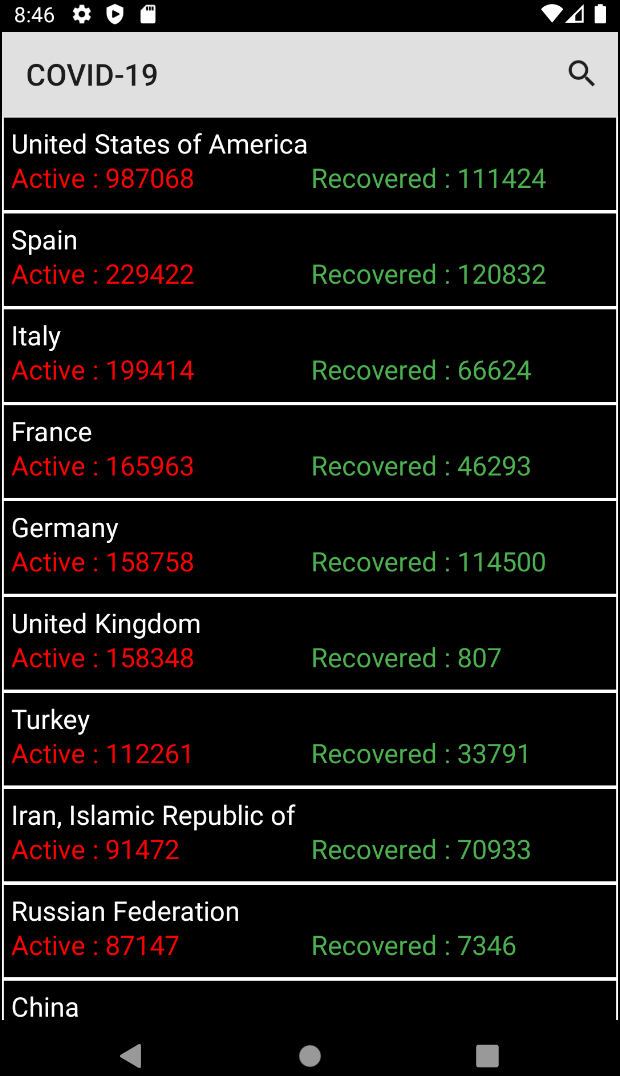 8:46
COVID-19
United States of America
Active : 987068 Recovered : 111424
Spain
Active : 229422 Recovered : 120832
Italy
Active : 199414 Recovered : 66624
France
Active : 165963 Recovered : 46293
Germany
Active : 158758 Recovered : 114500
United Kingdom
Active : 158348 Recovered : 807
Turkey
Active : 112261 Recovered : 33791
Iran, Islamic Republic of
Active : 91472 Recovered : 70933
Russian Federation
Active : 87147 Recovered : 7346
China